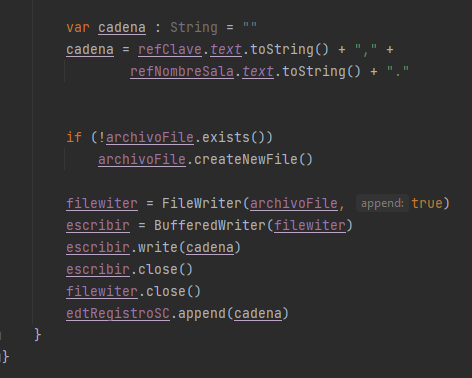 var cadena : String = ""
cadena = refClave.text.toString() + "," +
refNombreSala.text.toString() + "."
if (!archivoFile.exists())
archivoFile.createNewFile()
filewiter = FileWriter(archivoFile, append: true)
escribir = BufferedWriter(filewiter)
escribir.write(cadena)
escribir.close()
filewiter.close()
edtRegistroSC.append(cadena)
}
}